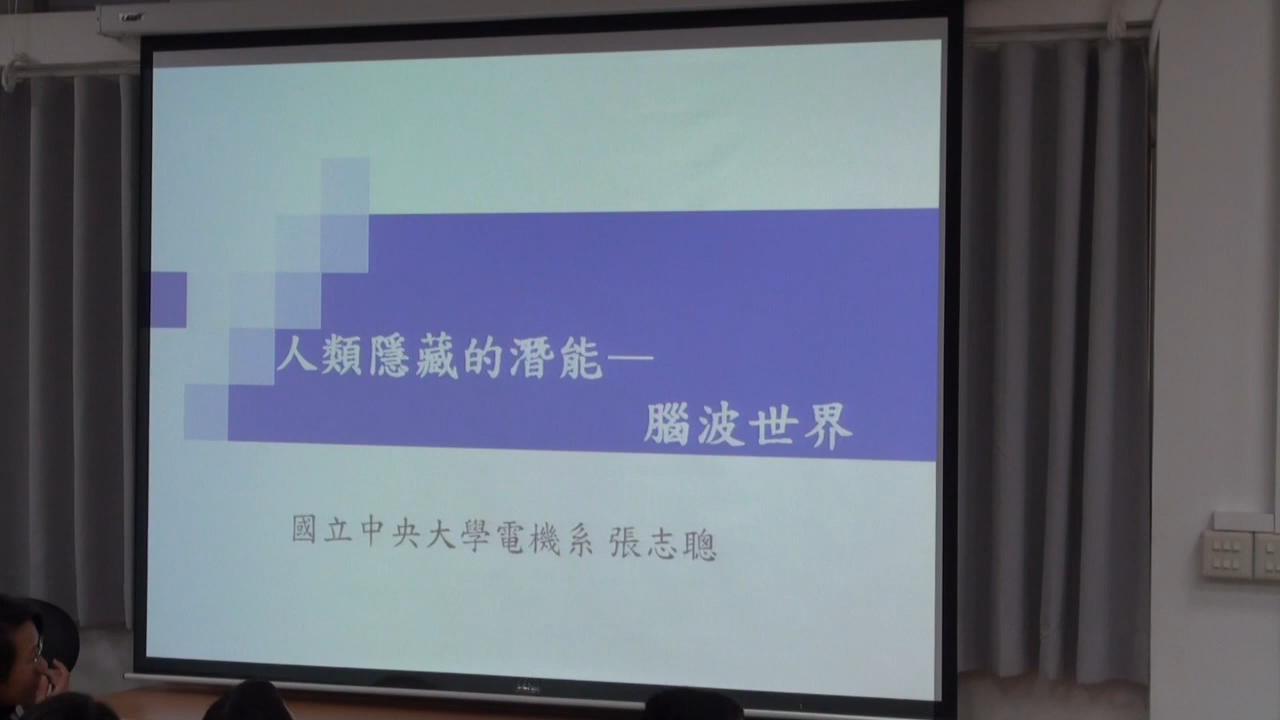 人類隱藏的潛能—
腦波世界
國立中央大學電機系 張志聰